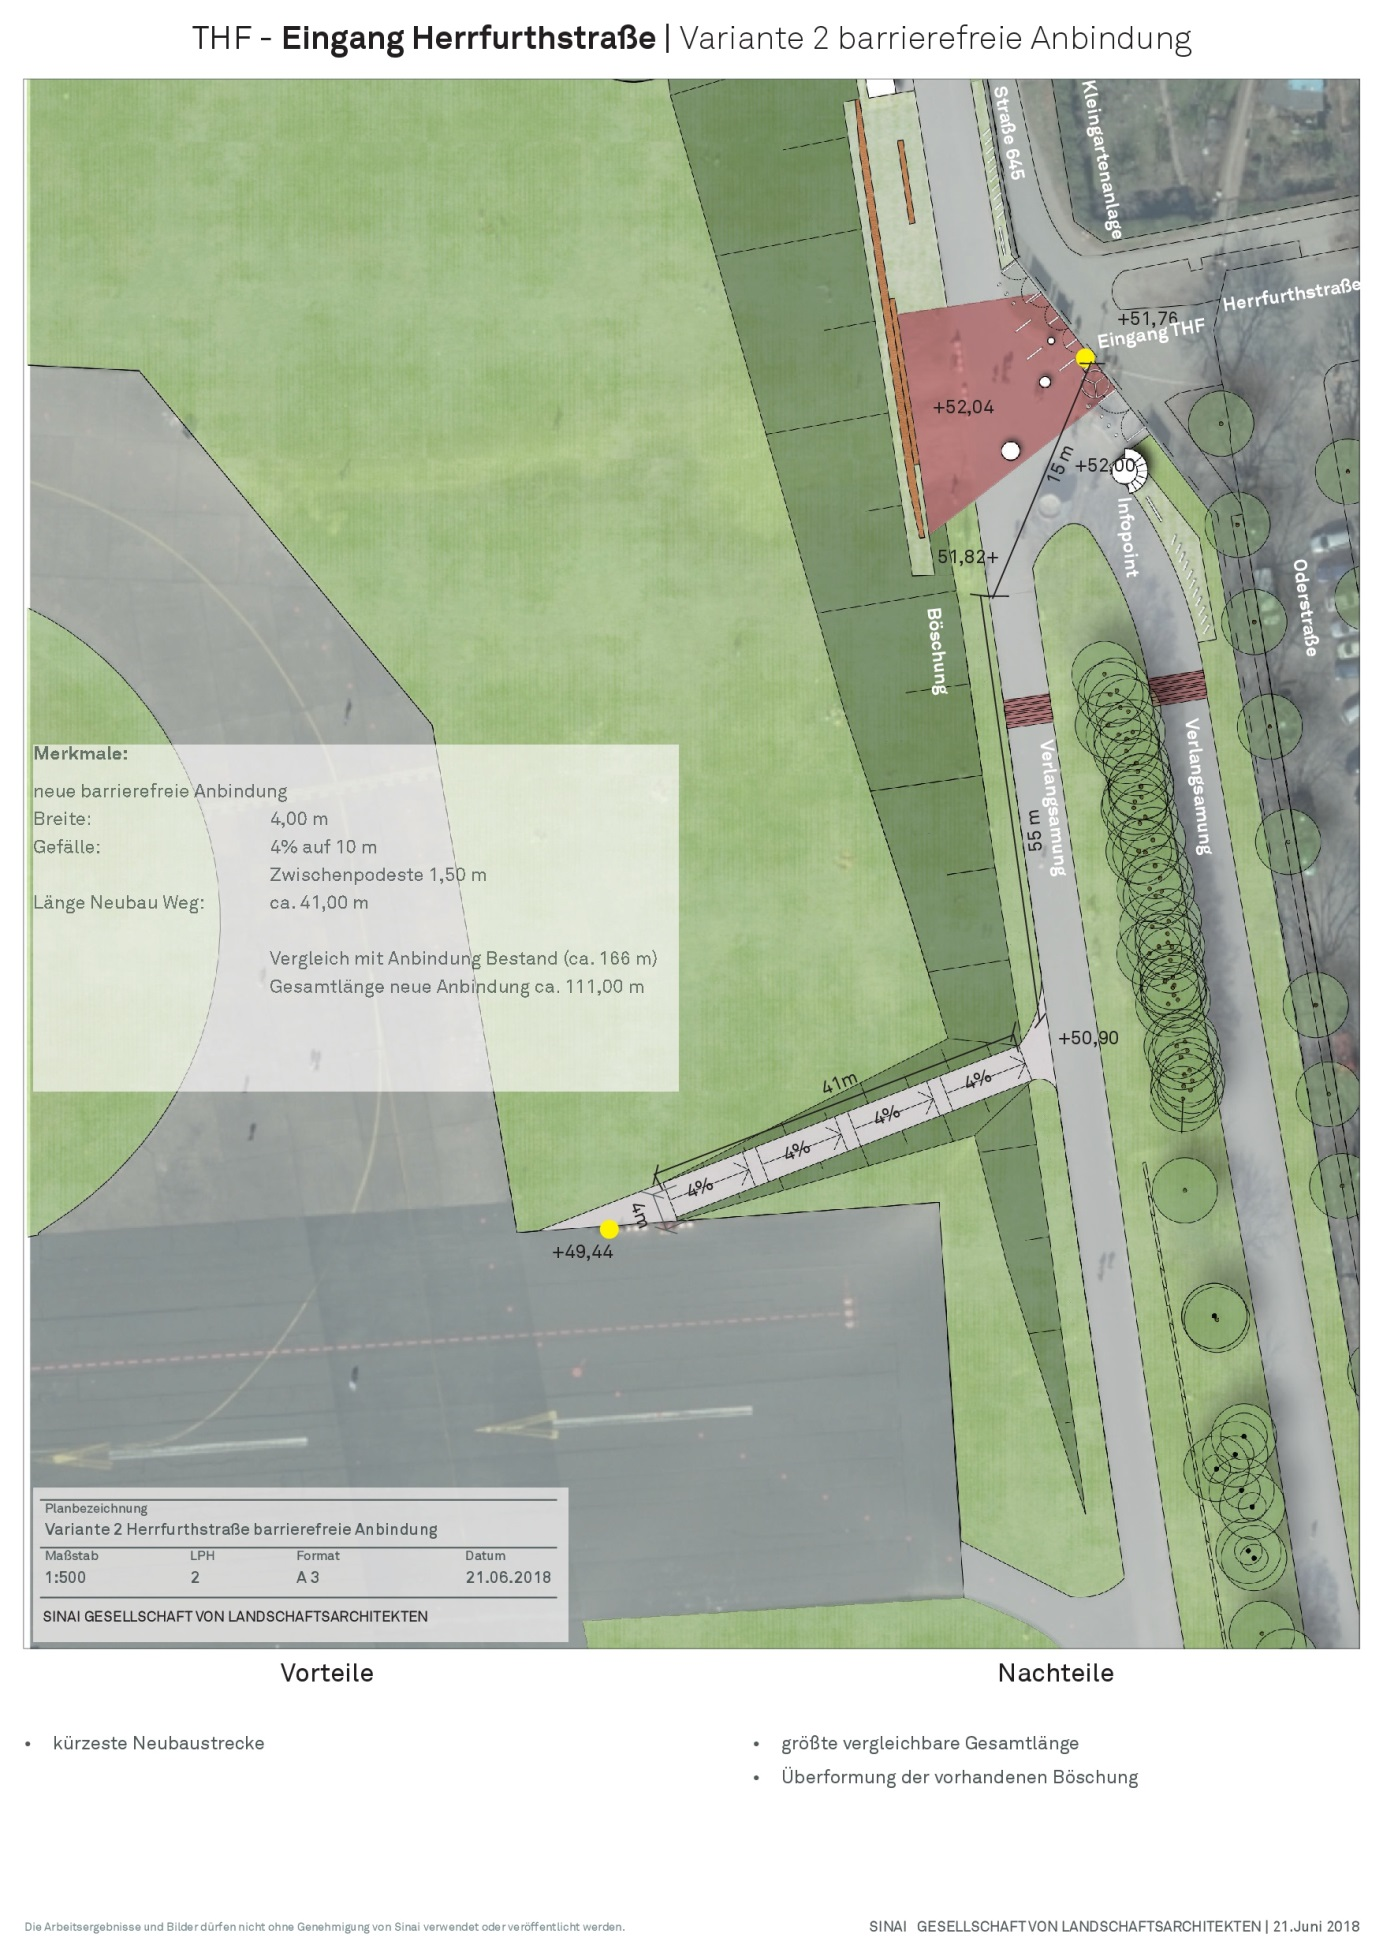 THF - Eingang Herrfurthstraße | Variante 2 barrierefreie Anbindung
Straße 645
Kleingartenanlage
Herrfurthstraße
+51,76
Eingang THF
+52,04
15 m
+52,00
Infopoint
51,82+
Oderstraße
Böschung
Verlangsamung
Verlangsamung
55 m
Merkmale:
neue barrierefreie Anbindung
Breite: 4,00 m
Gefälle: 4% auf 10 m
Zwischenpodeste 1,50 m
Länge Neubau Weg: ca. 41,00 m
Vergleich mit Anbindung Bestand (ca. 166 m)
Gesamtlänge neue Anbindung ca. 111,00 m
+50,90
41m
4%
4%
4%
4%
4m
+49,44
Planbezeichnung
Variante 2 Herrfurthstraße barrierefreie Anbindung
Maßstab LPH Format Datum
1:500 2 A 3 21.06.2018
SINAI GESELLSCHAFT VON LANDSCHAFTSARCHITEKTEN
Vorteile
Nachteile
• kürzeste Neubaustrecke
• größte vergleichbare Gesamtlänge
• Überformung der vorhandenen Böschung
Die Arbeitsergebnisse und Bilder dürfen nicht ohne Genehmigung von Sinai verwendet oder veröffentlicht werden.
SINAI GESELLSCHAFT VON LANDSCHAFTSARCHITEKTEN | 21.Juni 2018